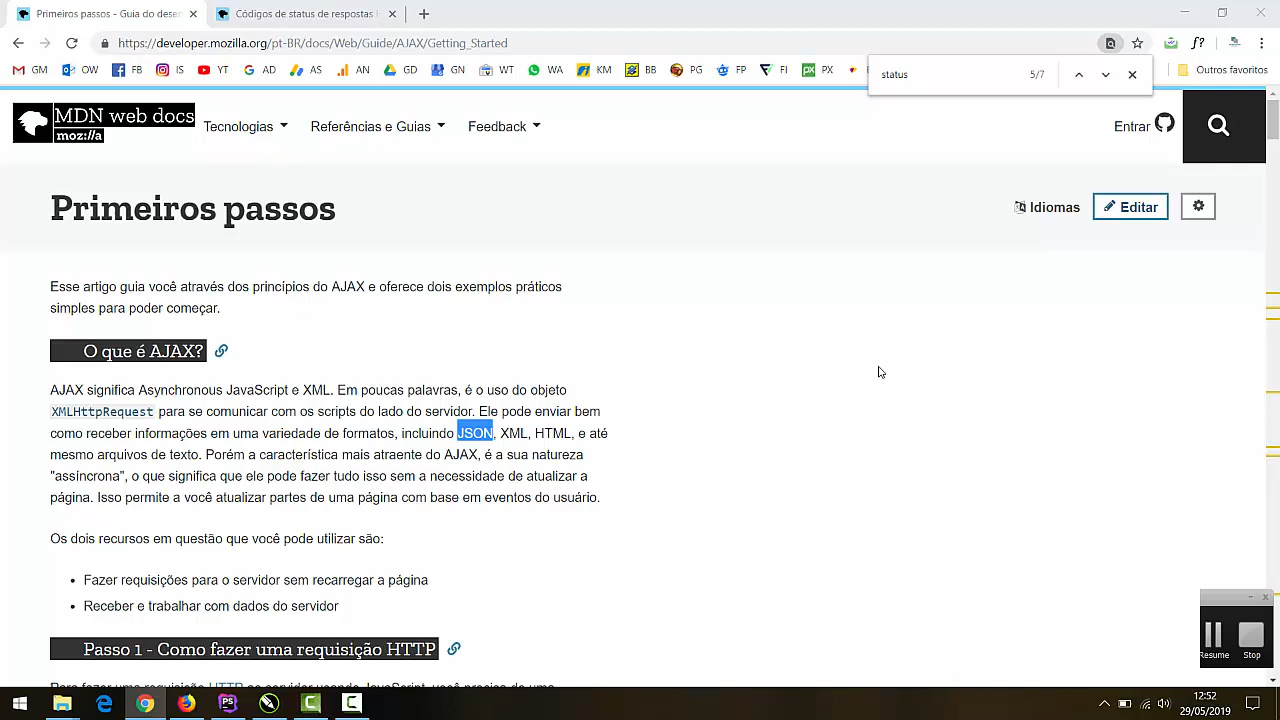 Primeiros passos - Guia do desen
Códigos de status de respostas
https://developer.mozilla.org/pt-BR/docs/Web/Guide/AJAX/Getting_Started
GM OW FB IS YT AD AS AN GD GN WT WA KM BB PG FP FI PX Outros favoritos
status 5/7
MDN web docs
moz://a
Tecnologias Referências e Guias Feedback Entrar
Primeiros passos
Idiomas Editar
Esse artigo guia você através dos princípios do AJAX e oferece dois exemplos práticos
simples para poder começar.
O que é AJAX?
AJAX significa Asynchronous JavaScript e XML. Em poucas palavras, é o uso do objeto
XMLHttpRequest para se comunicar com os scripts do lado do servidor. Ele pode enviar bem
como receber informações em uma variedade de formatos, incluindo JSON, XML, HTML, e até
mesmo arquivos de texto. Porém a característica mais atraente do AJAX, é a sua natureza
"assíncrona", o que significa que ele pode fazer tudo isso sem a necessidade de atualizar a
página. Isso permite a você atualizar partes de uma página com base em eventos do usuário.
Os dois recursos em questão que você pode utilizar são:
• Fazer requisições para o servidor sem recarregar a página
• Receber e trabalhar com dados do servidor
Passo 1 - Como fazer uma requisição HTTP
Resume Stop
12:52
29/05/2019